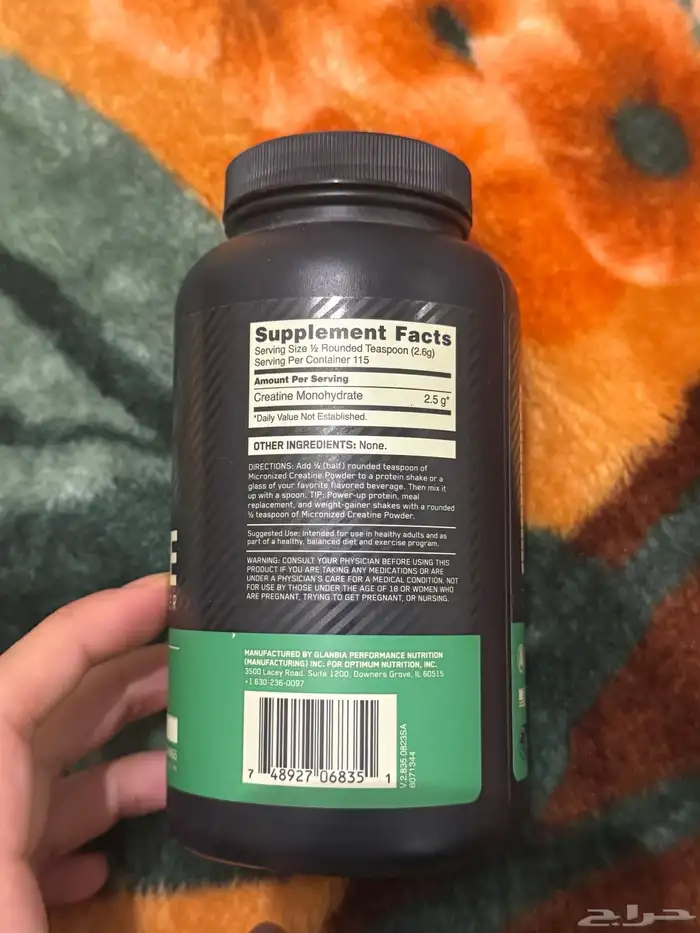 Supplement Facts
Serving Size ½ Rounded Teaspoon (2.6g)
Serving Per Container 115
Amount Per Serving
Creatine Monohydrate 2.5 g*
*Daily Value Not Established.
OTHER INGREDIENTS: None.
DIRECTIONS: Add ½ (half) rounded teaspoon of
Micronized Creatine Powder to a protein shake or a
glass of your favorite flavored beverage. Then mix it
up with a spoon. TIP: Power-up protein, meal
replacement, and weight-gainer shakes with a rounded
½ teaspoon of Micronized Creatine Powder.
Suggested Use: Intended for use in healthy adults and as
part of a healthy, balanced diet and exercise program.
WARNING: CONSULT YOUR PHYSICIAN BEFORE USING THIS
PRODUCT IF YOU ARE TAKING ANY MEDICATIONS OR ARE
UNDER A PHYSICIAN'S CARE FOR A MEDICAL CONDITION. NOT
FOR USE BY THOSE UNDER THE AGE OF 18 OR WOMEN WHO
ARE PREGNANT, TRYING TO GET PREGNANT, OR NURSING.
E
ER
MANUFACTURED BY GLANBIA PERFORMANCE NUTRITION
(MANUFACTURING) INC. FOR OPTIMUM NUTRITION, INC.
3500 Lacey Road. Suite 1200, Downers Grove, IL 60515
+1 630-236-0097
7 48927 06835 1
V.2.835.0823SA
6071344
حراج